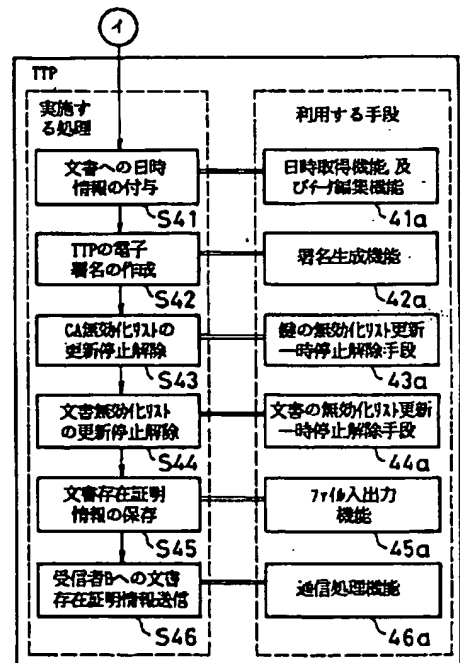 イ
TTP
実施す
る処理
利用する手段
文書への日時
情報の付与
S41
日時取得機能,及
びデータ編集機能
41a
TTPの電子
署名の作成
S42
署名生成機能
42a
CA無効化リストの
更新停止解除
S43
鍵の無効化リスト更新
一時停止解除手段
43a
文書無効化リスト
の更新停止解除
S44
文書の無効化リスト更新
一時停止解除手段
44a
文書存在証明
情報の保存
S45
ファイル入出力
機能
45a
受信者Bへの文書
存在証明情報送信
S46
通信処理機能
46a